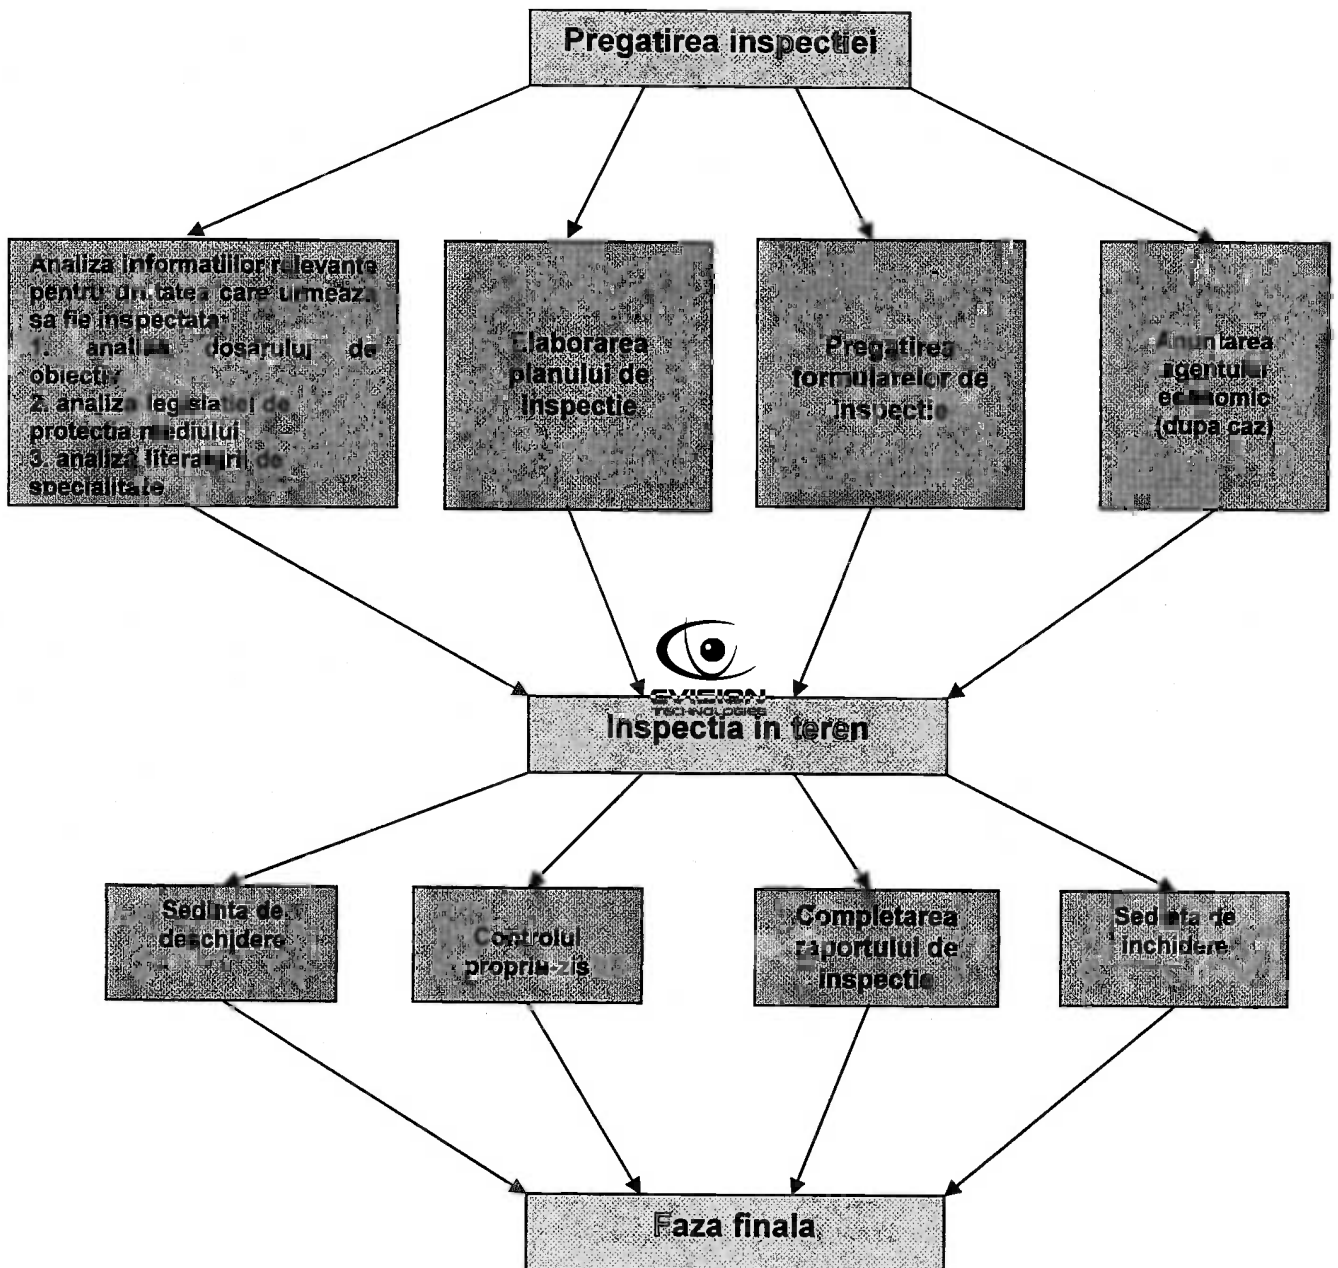 Pregatirea inspectiei
Analiza informatiilor relevante
pentru unitatea care urmeaza
sa fie inspectata:
1. analiza dosarului de
obiectiv
2. analiza legislatiei de
protectia mediului
3. analiza literaturii de
specialitate
Elaborarea
planului de
inspectie
Pregatirea
formularelor de
inspectie
Anuntarea
agentului
economic
(dupa caz)
EVISION
TECHNOLOGIES
Inspectia in teren
Sedinta de
deschidere
Controlul
propriu-zis
Completarea
raportului de
inspectie
Sedinta de
inchidere
Faza finala